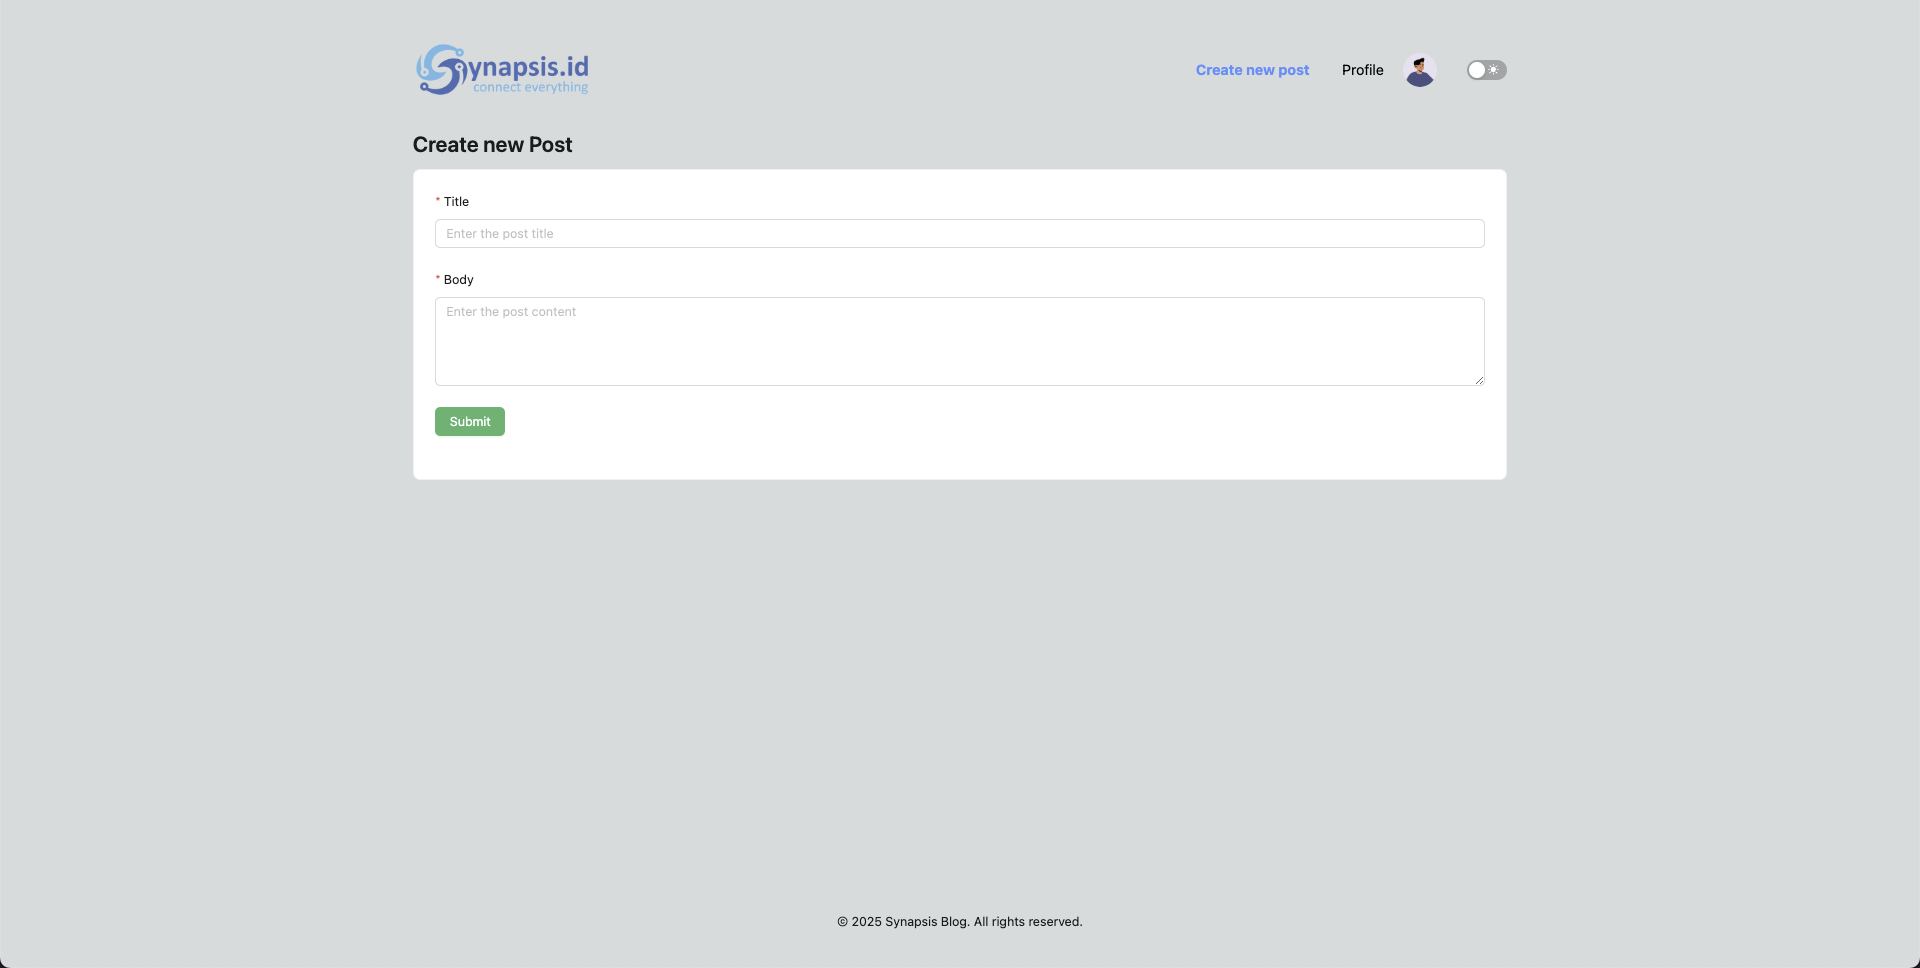 Synapsis.id
connect everything
Create new post
Profile
Create new Post
* Title
Enter the post title
* Body
Enter the post content
Submit
© 2025 Synapsis Blog. All rights reserved.